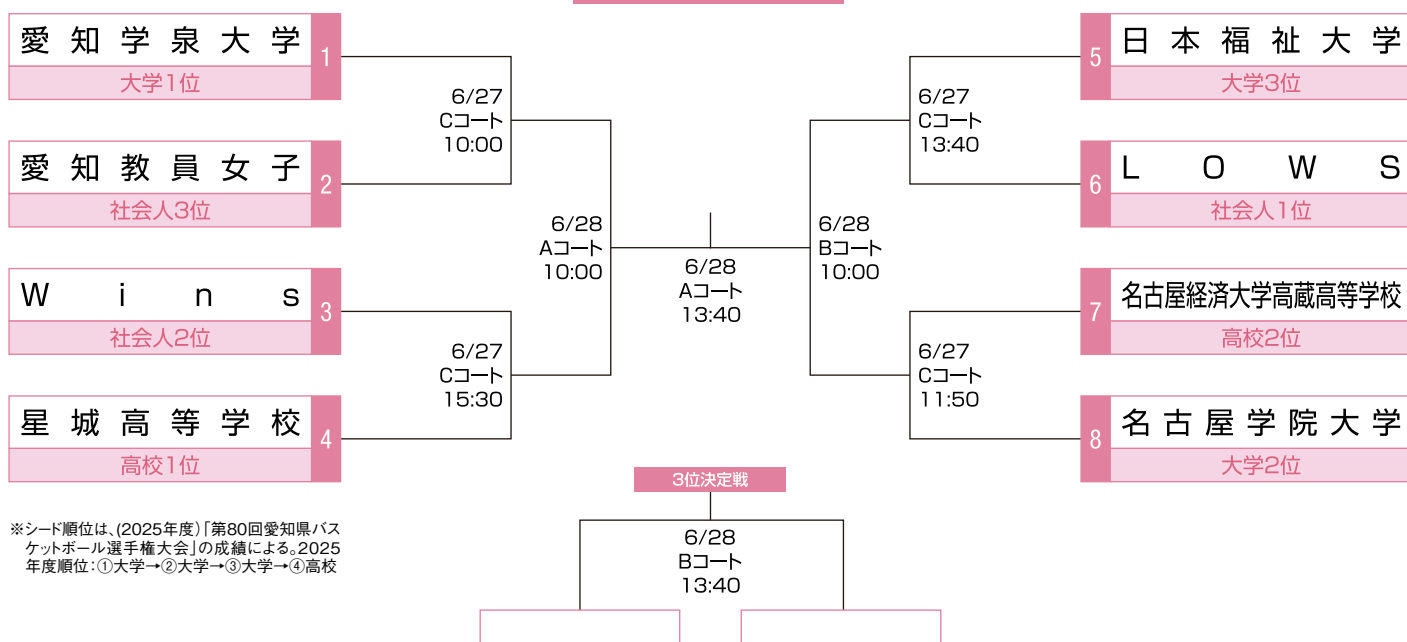 愛知学泉大学
1
大学1位
6/27
Cコート
10:00
愛知教員女子
2
社会人3位
6/28
Aコート
10:00
Wins
3
社会人2位
6/27
Cコート
15:30
星城高等学校
4
高校1位
6/28
Aコート
13:40
5
日本福祉大学
大学3位
6/27
Cコート
13:40
6
LOWS
社会人1位
6/28
Bコート
10:00
7
名古屋経済大学高蔵高等学校
高校2位
6/27
Cコート
11:50
8
名古屋学院大学
大学2位
3位決定戦
6/28
Bコート
13:40
※シード順位は、(2025年度)「第80回愛知県バス
ケットボール選手権大会」の成績による。2025
年度順位:①大学→②大学→③大学→④高校